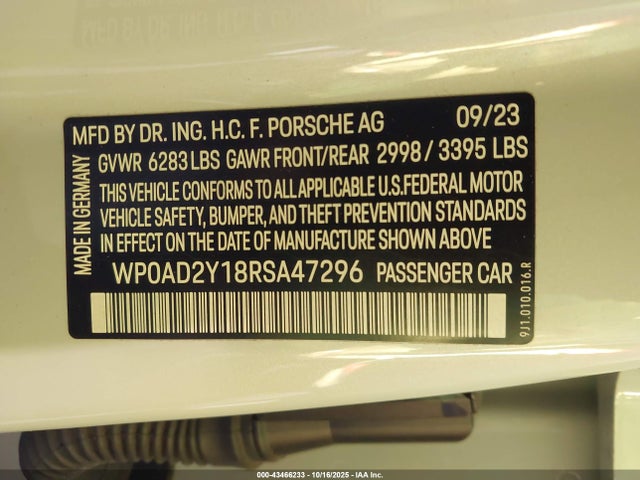 MFD BY DR. ING. H.C. F. PORSCHE AG 09/23
GVWR 6283 LBS GAWR FRONT/REAR 2998 / 3395 LBS
THIS VEHICLE CONFORMS TO ALL APPLICABLE U.S.FEDERAL MOTOR
VEHICLE SAFETY, BUMPER, AND THEFT PREVENTION STANDARDS
IN EFFECT ON THE DATE OF MANUFACTURE SHOWN ABOVE
WP0AD2Y18RSA47296 PASSENGER CAR
MADE IN GERMANY
9J1.010.016.R
000-43466233 - 10/16/2025 - IAA Inc.